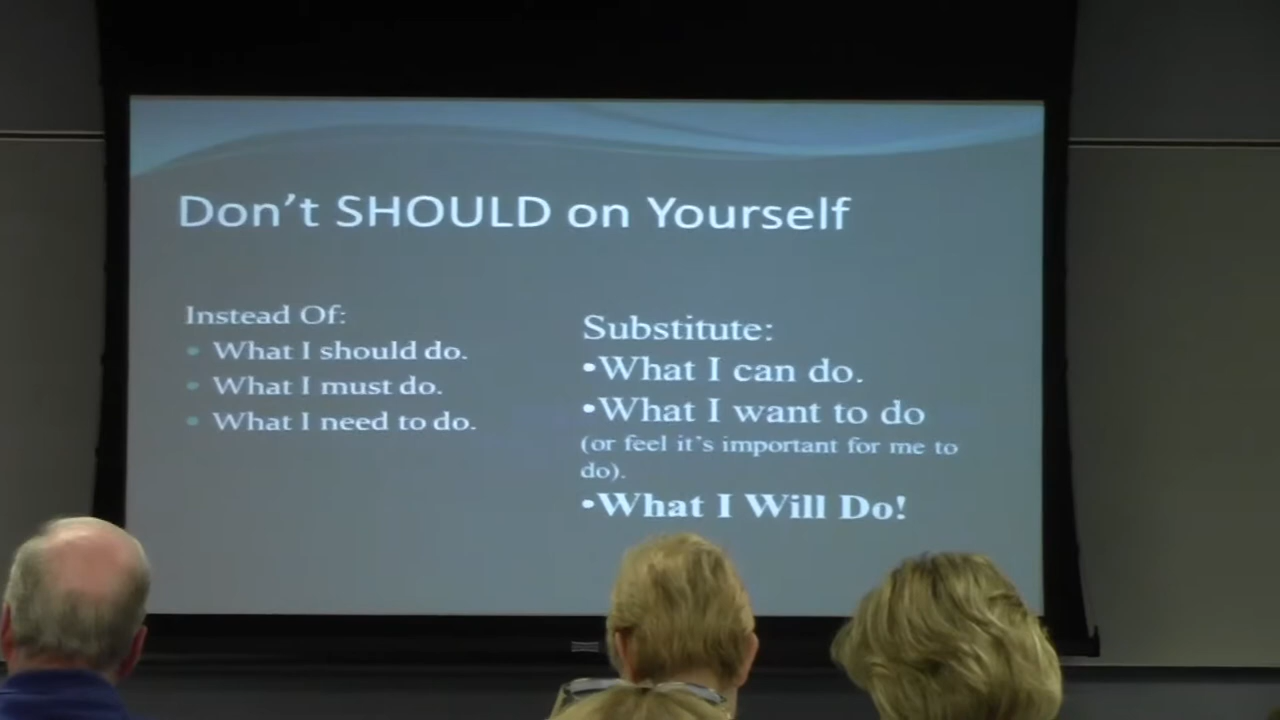 Don't SHOULD on Yourself
Instead Of:
• What I should do.
• What I must do.
• What I need to do.
Substitute:
•What I can do.
•What I want to do
(or feel it's important for me to
do).
•What I Will Do!